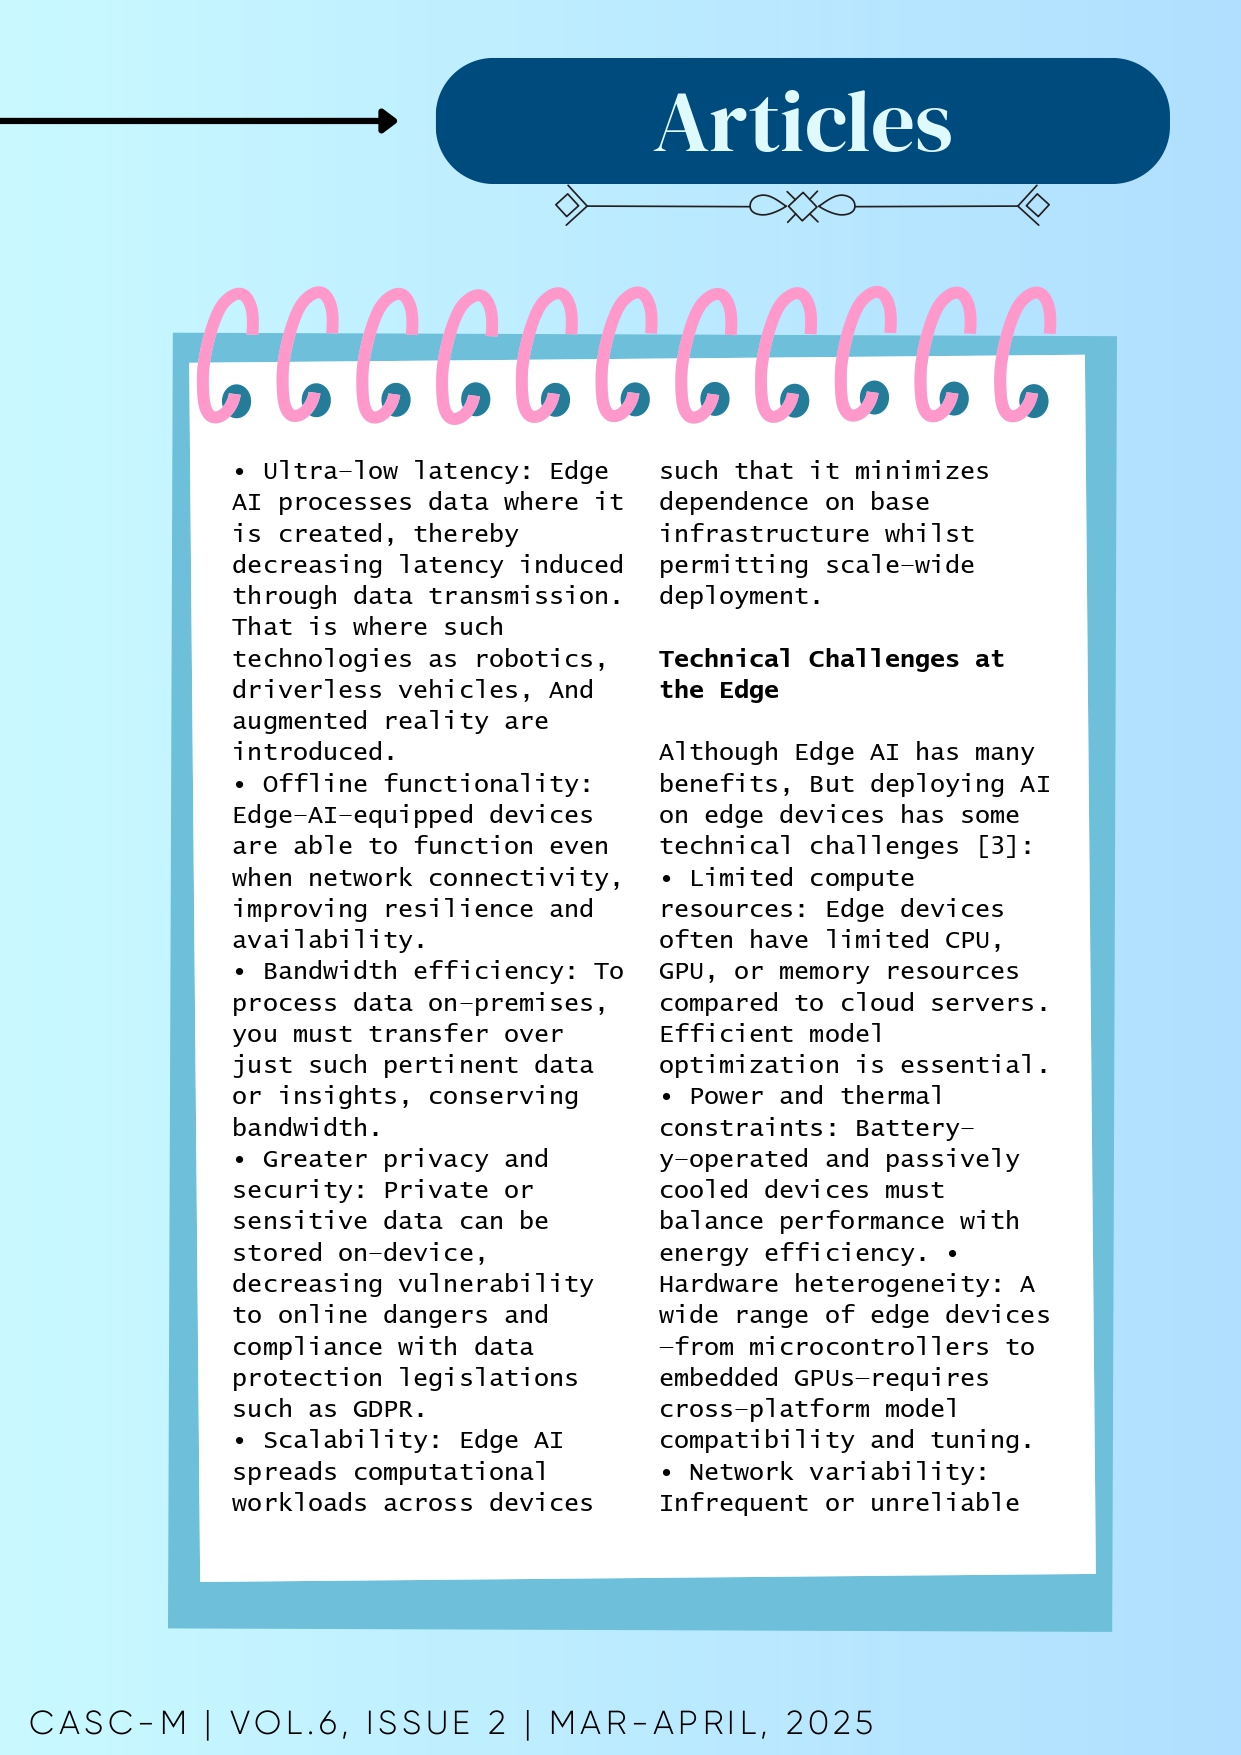 Articles
• Ultra-low latency: Edge
AI processes data where it
is created, thereby
decreasing latency induced
through data transmission.
That is where such
technologies as robotics,
driverless vehicles, And
augmented reality are
introduced.
• Offline functionality:
Edge-AI-equipped devices
are able to function even
when network connectivity,
improving resilience and
availability.
• Bandwidth efficiency: To
process data on-premises,
you must transfer over
just such pertinent data
or insights, conserving
bandwidth.
• Greater privacy and
security: Private or
sensitive data can be
stored on-device,
decreasing vulnerability
to online dangers and
compliance with data
protection legislations
such as GDPR.
• Scalability: Edge AI
spreads computational
workloads across devices
such that it minimizes
dependence on base
infrastructure whilst
permitting scale-wide
deployment.
Technical Challenges at
the Edge
Although Edge AI has many
benefits, But deploying AI
on edge devices has some
technical challenges [3]:
• Limited compute
resources: Edge devices
often have limited CPU,
GPU, or memory resources
compared to cloud servers.
Efficient model
optimization is essential.
• Power and thermal
constraints: Battery-
y-operated and passively
cooled devices must
balance performance with
energy efficiency. •
Hardware heterogeneity: A
wide range of edge devices
-from microcontrollers to
embedded GPUs-requires
cross-platform model
compatibility and tuning.
• Network variability:
Infrequent or unreliable
CASC-M | VOL.6, ISSUE 2 | MAR-APRIL, 2025